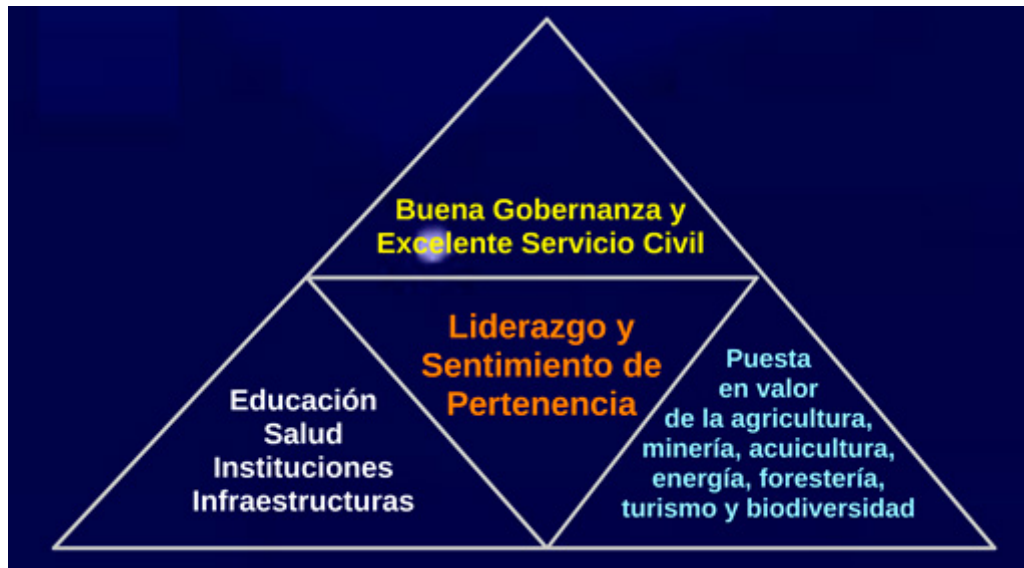 Buena Gobernanza y
Excelente Servicio Civil
Liderazgo y
Sentimiento de
Pertenencia
Educación
Salud
Instituciones
Infraestructuras
Puesta
en valor
de la agricultura,
minería, acuicultura,
energía, forestería,
turismo y biodiversidad